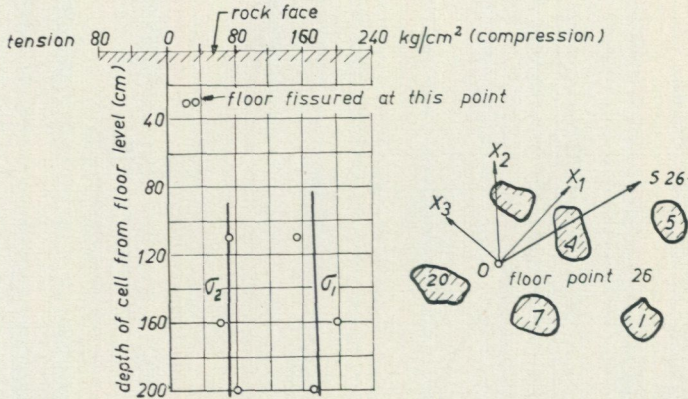 rock face
tension 80 0 80 160 240 kg/cm² (compression)
floor fissured at this point
depth of cell from floor level (cm)
40
80
120
160
200
σ₂
σ₁
X₂
X₁
S 26
X₃
5
4
O
20
floor point 26
7
1